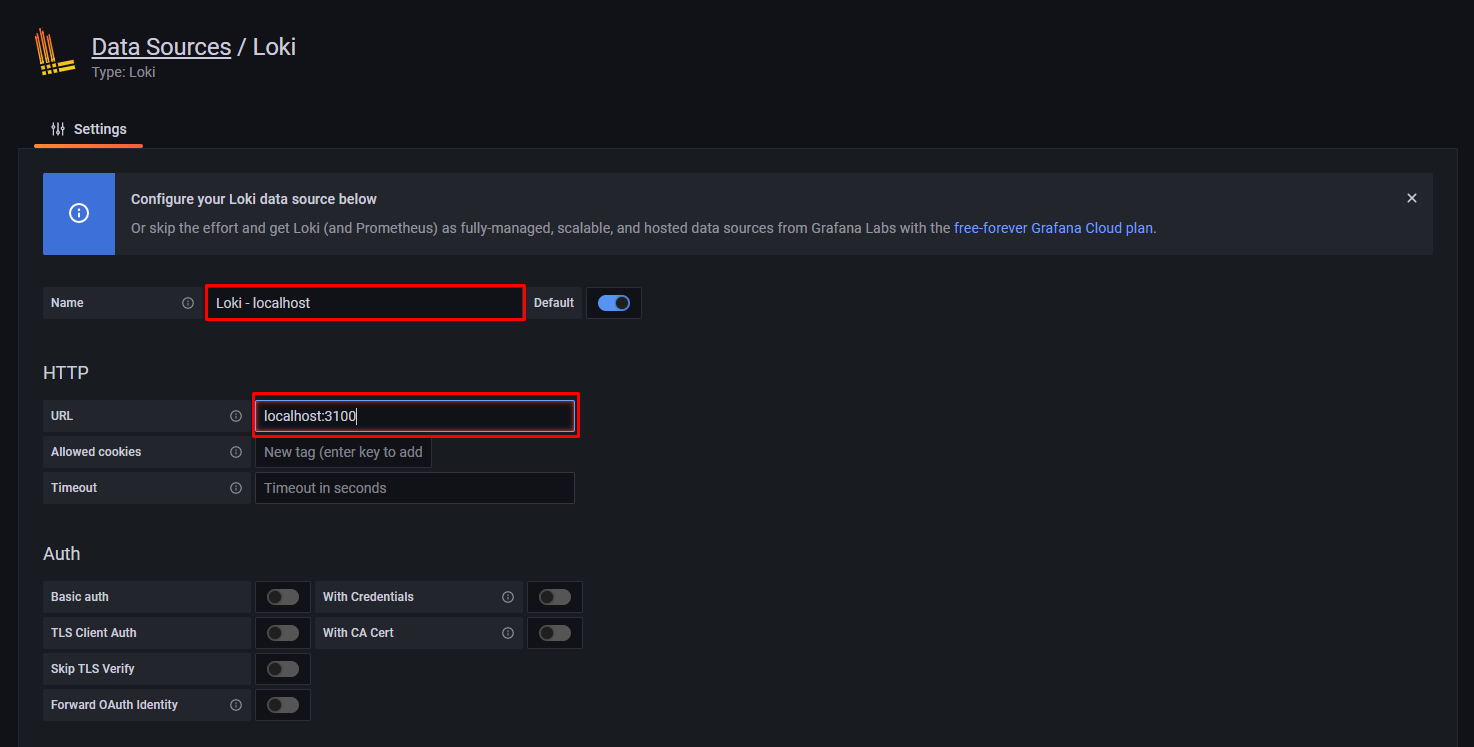 Data Sources / Loki
Type: Loki
Settings
Configure your Loki data source below
Or skip the effort and get Loki (and Prometheus) as fully-managed, scalable, and hosted data sources from Grafana Labs with the free-forever Grafana Cloud plan.
Name Loki - localhost Default
HTTP
URL localhost:3100
Allowed cookies New tag (enter key to add
Timeout Timeout in seconds
Auth
Basic auth With Credentials
TLS Client Auth With CA Cert
Skip TLS Verify
Forward OAuth Identity